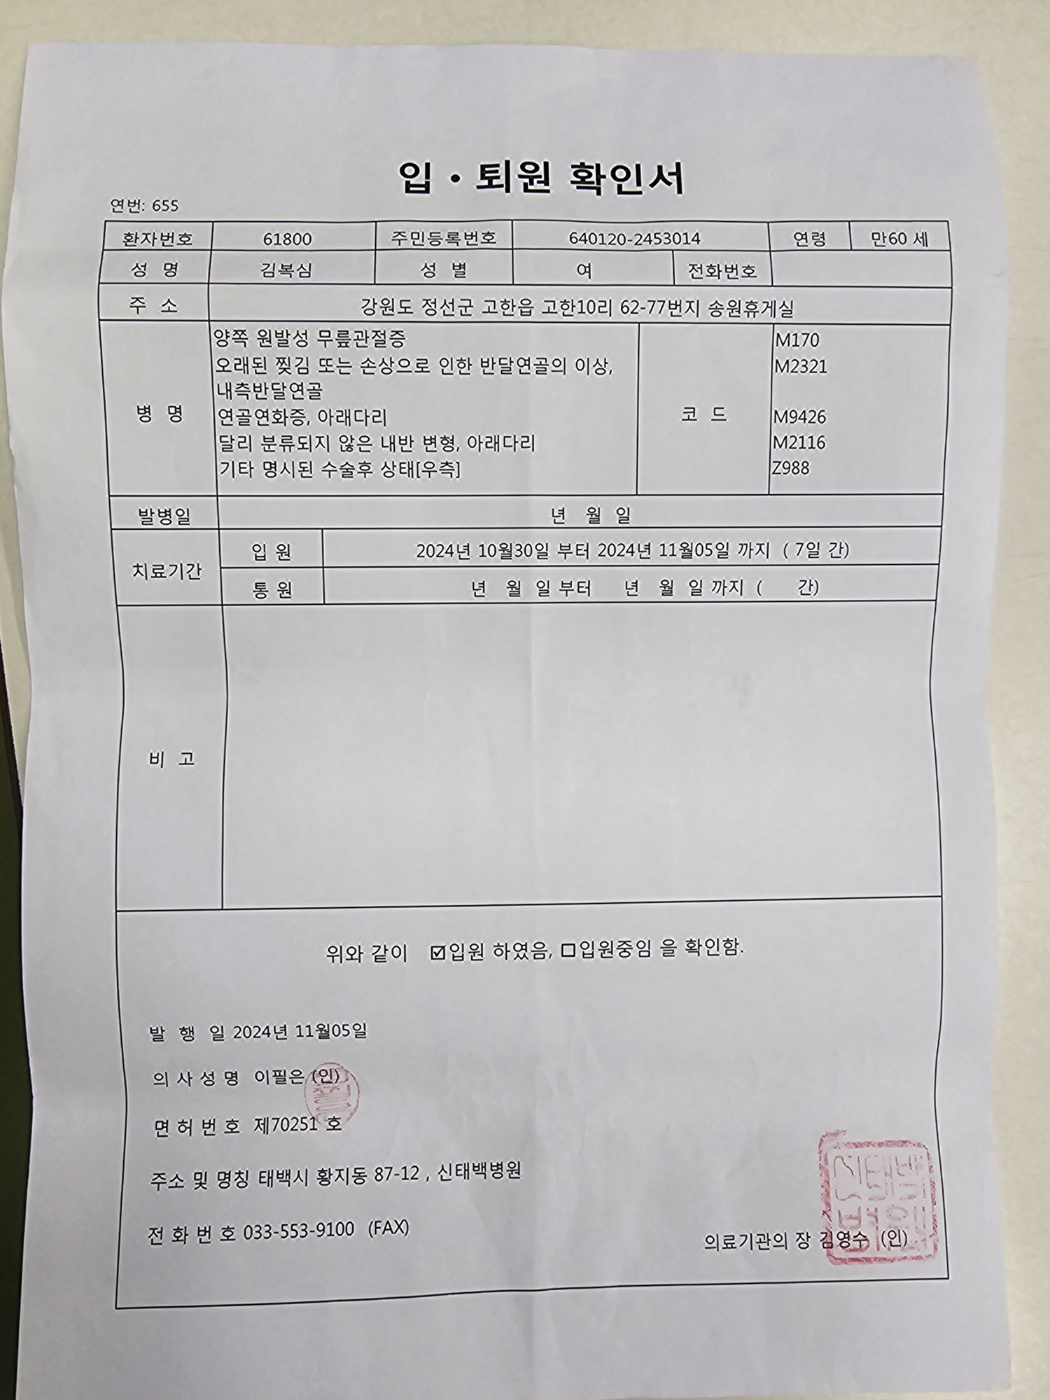 입·퇴원 확인서
연번: 655
환자번호 61800 주민등록번호 640120-2453014 연령 만60 세
성 명 김복심 성 별 여 전화번호
주 소 강원도 정선군 고한읍 고한10리 62-77번지 송원휴게실
병 명
양쪽 원발성 무릎관절증
오래된 찢김 또는 손상으로 인한 반달연골의 이상,
내측반달연골
연골연화증, 아래다리
달리 분류되지 않은 내반 변형, 아래다리
기타 명시된 수술후 상태[우측]
코 드
M170
M2321
M9426
M2116
Z988
발병일 년 월 일
치료기간
입 원 2024년 10월30일 부터 2024년 11월05일 까지 ( 7일 간)
통 원 년 월 일 부터 년 월 일 까지 ( 간)
비 고
위와 같이 ☑입원 하였음, □입원중임 을 확인함.
발 행 일 2024년 11월05일
의 사 성 명 이필은 (인)
면 허 번 호 제70251 호
주소 및 명칭 태백시 황지동 87-12 , 신태백병원
전 화 번 호 033-553-9100 (FAX)
의료기관의 장 김영수 (인)